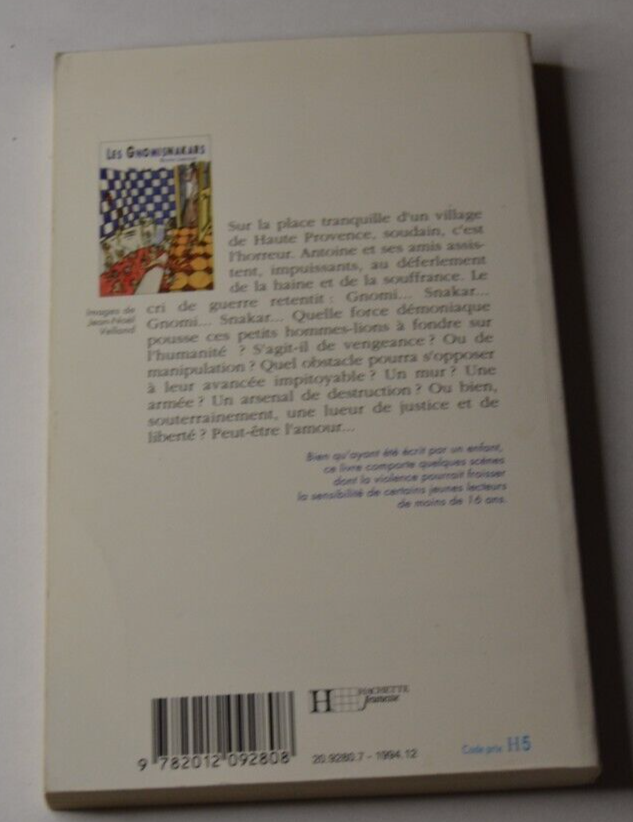 LES GNOMISNAKARS
Sur la place tranquille d'un village
de Haute Provence, soudain, c'est
l'horreur. Antoine et ses amis assis-
tent, impuissants, au déferlement
de la haine et de la souffrance. Le
cri de guerre retentit : Gnomi... Snakar...
Gnomi... Snakar... Quelle force démoniaque
pousse ces petits hommes-lions à fondre sur
l'humanité ? S'agit-il de vengeance ? Ou de
manipulation ? Quel obstacle pourra s'opposer
à leur avancée impitoyable ? Un mur ? Une
armée ? Un arsenal de destruction ? Ou bien,
souterrainement, une lueur de justice et de
liberté ? Peut-être l'amour...
Images de
Jean-Noël
Velland
Bien qu'ayant été écrit par un enfant,
ce livre comporte quelques scènes
dont la violence pourrait froisser
la sensibilité de certains jeunes lecteurs
de moins de 16 ans.
H HACHETTE
Jeunesse
9 782012 092808
20.9280.7 - 1994.12
Code prix H5